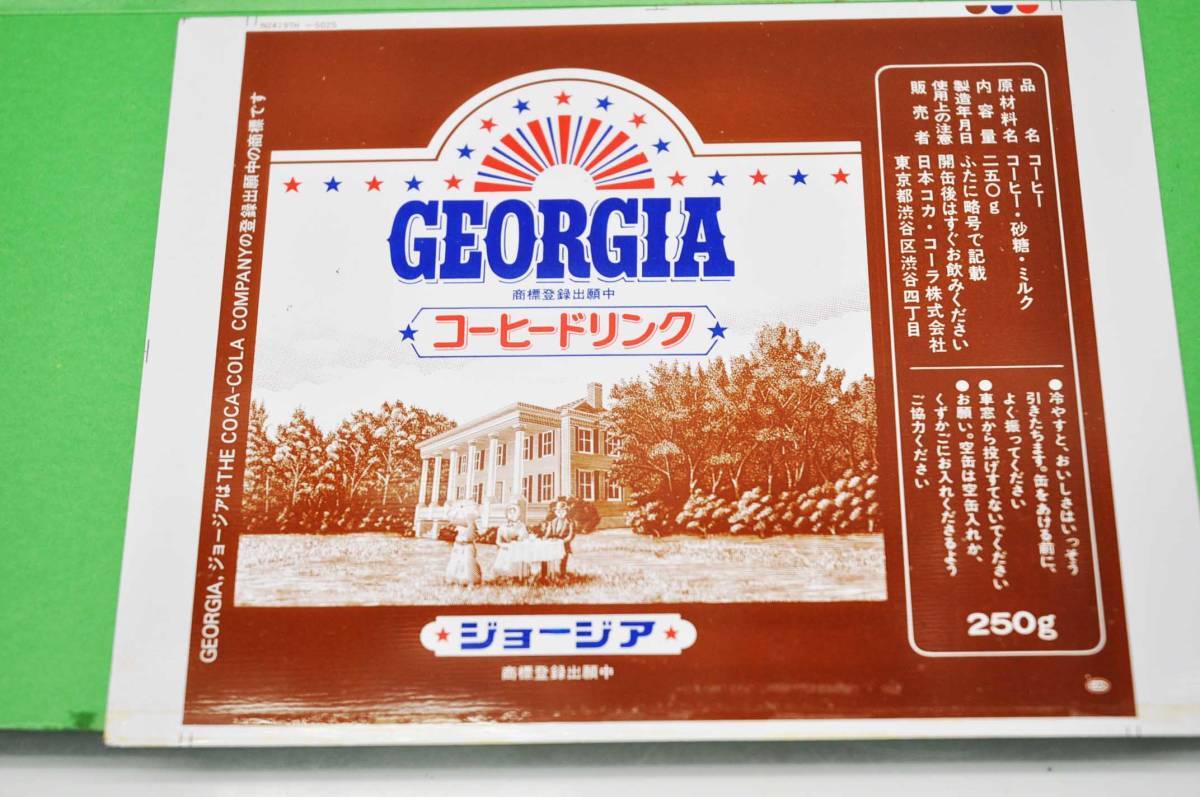 GEORGIA
商標登録出願中
コーヒードリンク
ジョージア
商標登録出願中
GEORGIA, ジョージアはTHE COCA-COLA COMPANYの登録出願中の商標です
品名 コーヒー
原材料名 コーヒー・砂糖・ミルク
内容量 二五〇g
製造年月日 ふたに略号で記載
使用上の注意 開缶後はすぐお飲みください
販売者 日本コカ・コーラ株式会社
東京都渋谷区渋谷四丁目
●冷やすと、おいしさはいっそう
引きたちます。缶をあける前に、
よく振ってください
●車窓から投げすてないでください
●お願い。空缶は空缶入れか、
くずかごにお入れくださるよう
ご協力ください
250g